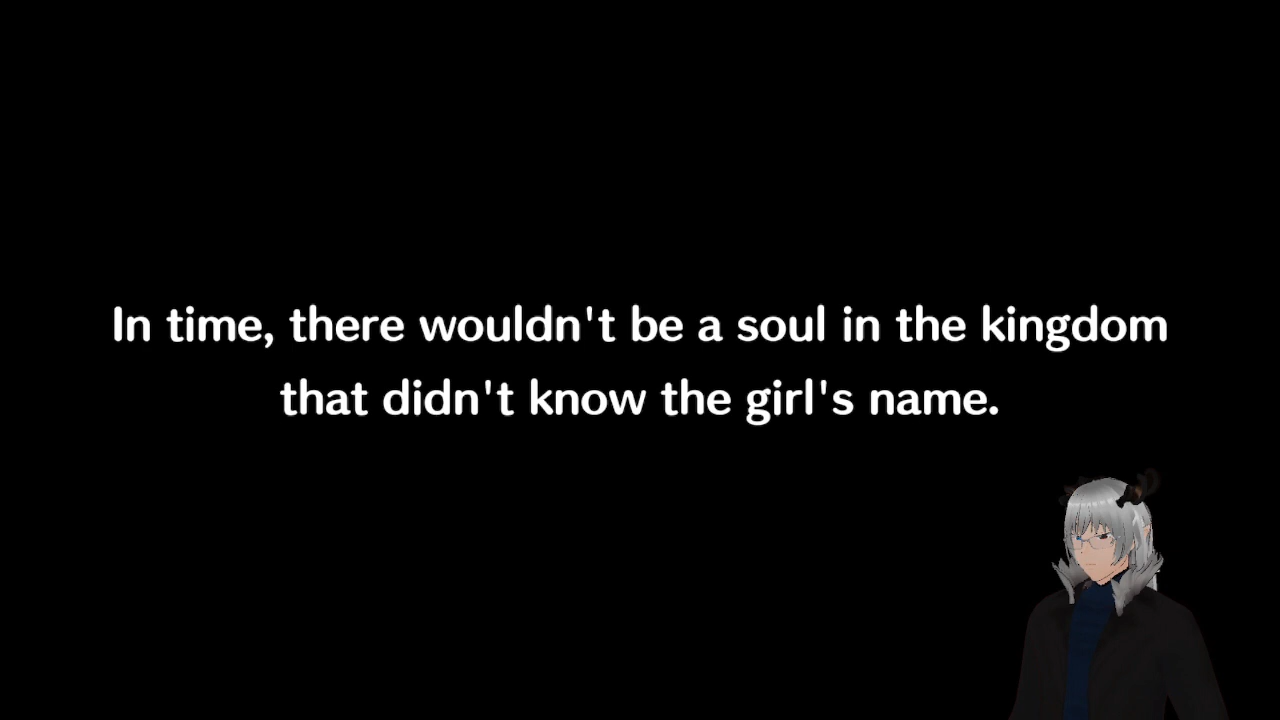 In time, there wouldn't be a soul in the kingdom
that didn't know the girl's name.